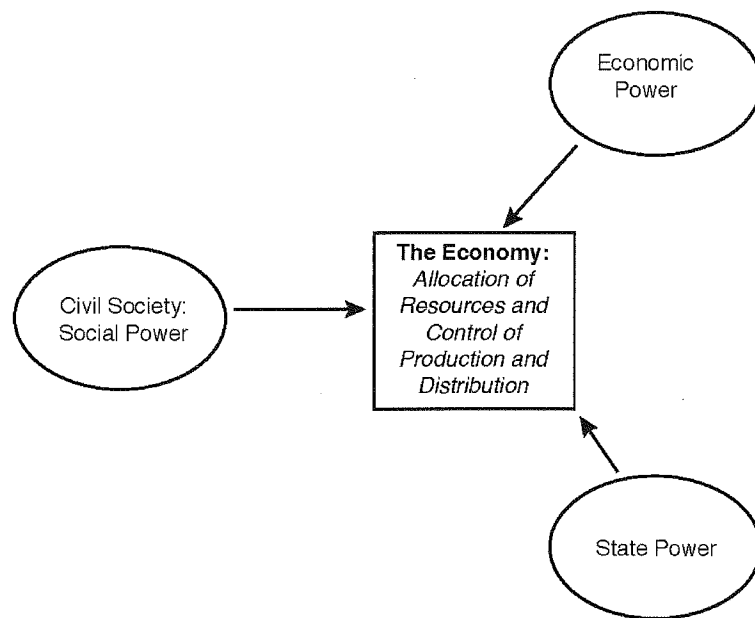 Economic
Power
The Economy:
Allocation of
Resources and
Control of
Production and
Distribution
Civil Society:
Social Power
State Power